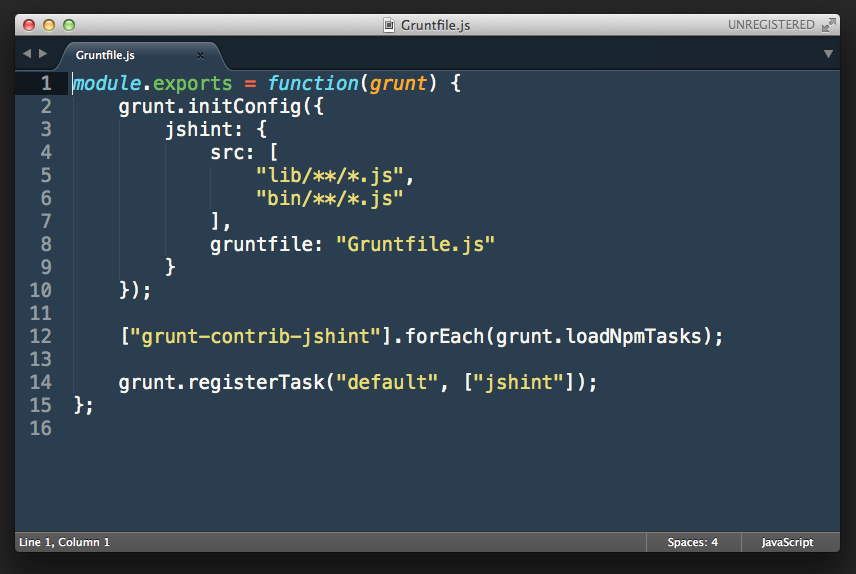 Gruntfile.js
UNREGISTERED
Gruntfile.js ×
1 module.exports = function(grunt) {
2     grunt.initConfig({
3         jshint: {
4             src: [
5                 "lib/**/*.js",
6                 "bin/**/*.js"
7             ],
8             gruntfile: "Gruntfile.js"
9         }
10     });
11
12     ["grunt-contrib-jshint"].forEach(grunt.loadNpmTasks);
13
14     grunt.registerTask("default", ["jshint"]);
15 };
16
Line 1, Column 1
Spaces: 4
JavaScript